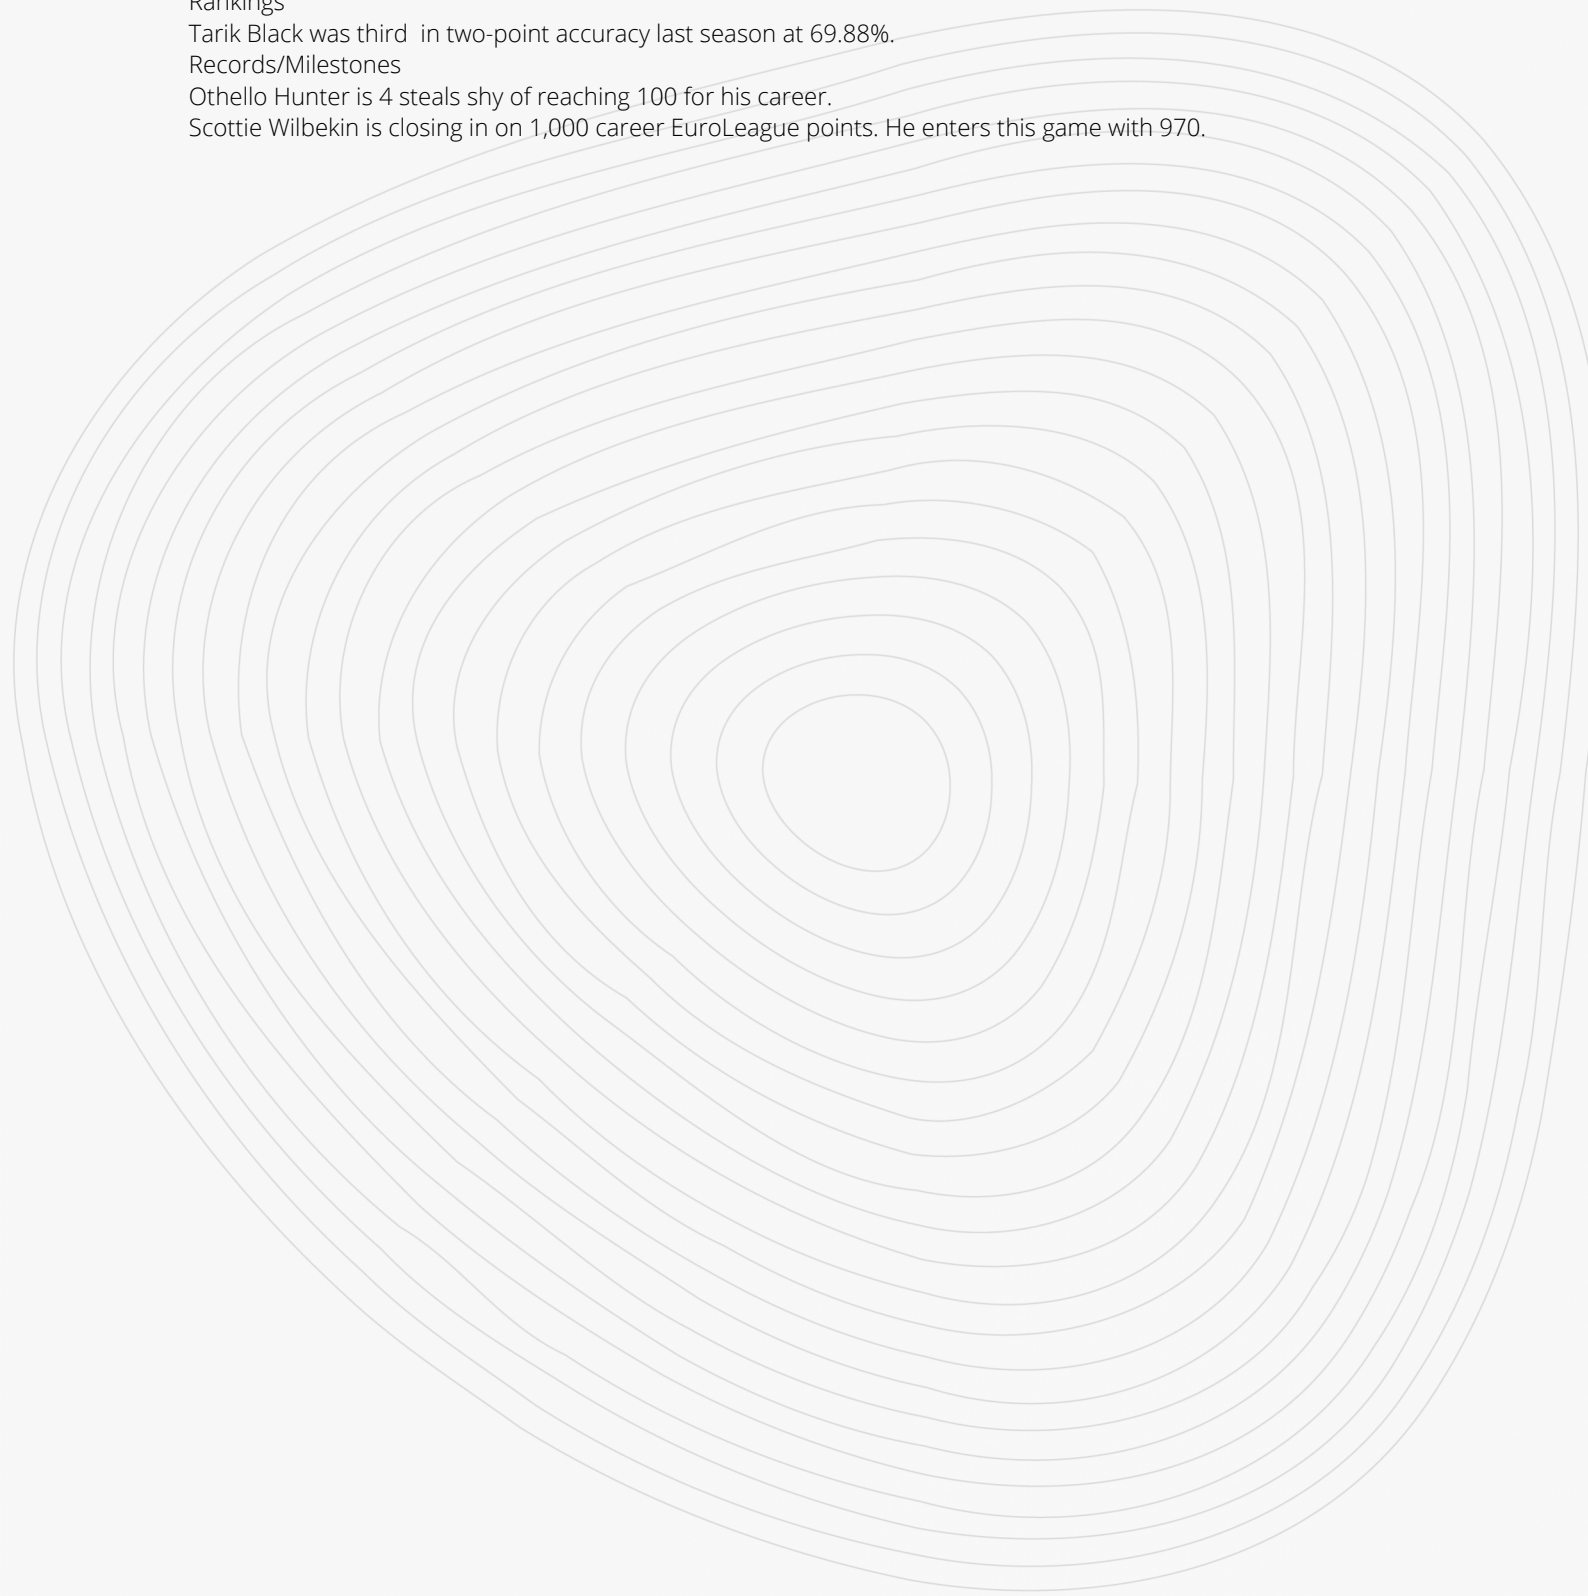 Rankings
Tarik Black was third  in two-point accuracy last season at 69.88%.
Records/Milestones
Othello Hunter is 4 steals shy of reaching 100 for his career.
Scottie Wilbekin is closing in on 1,000 career EuroLeague points. He enters this game with 970.